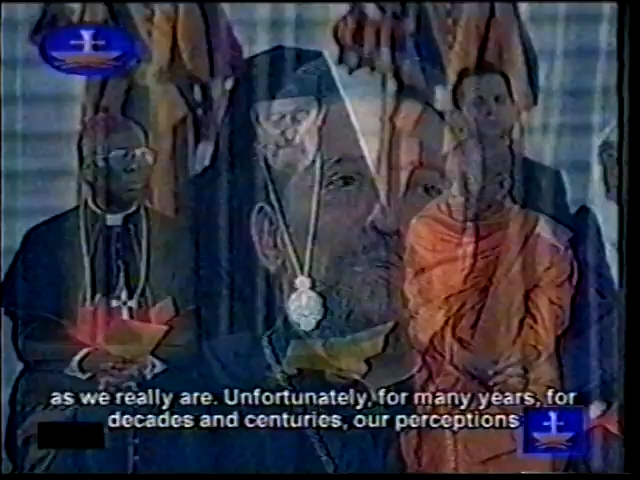 as we really are. Unfortunately, for many years, for
decades and centuries, our perceptions